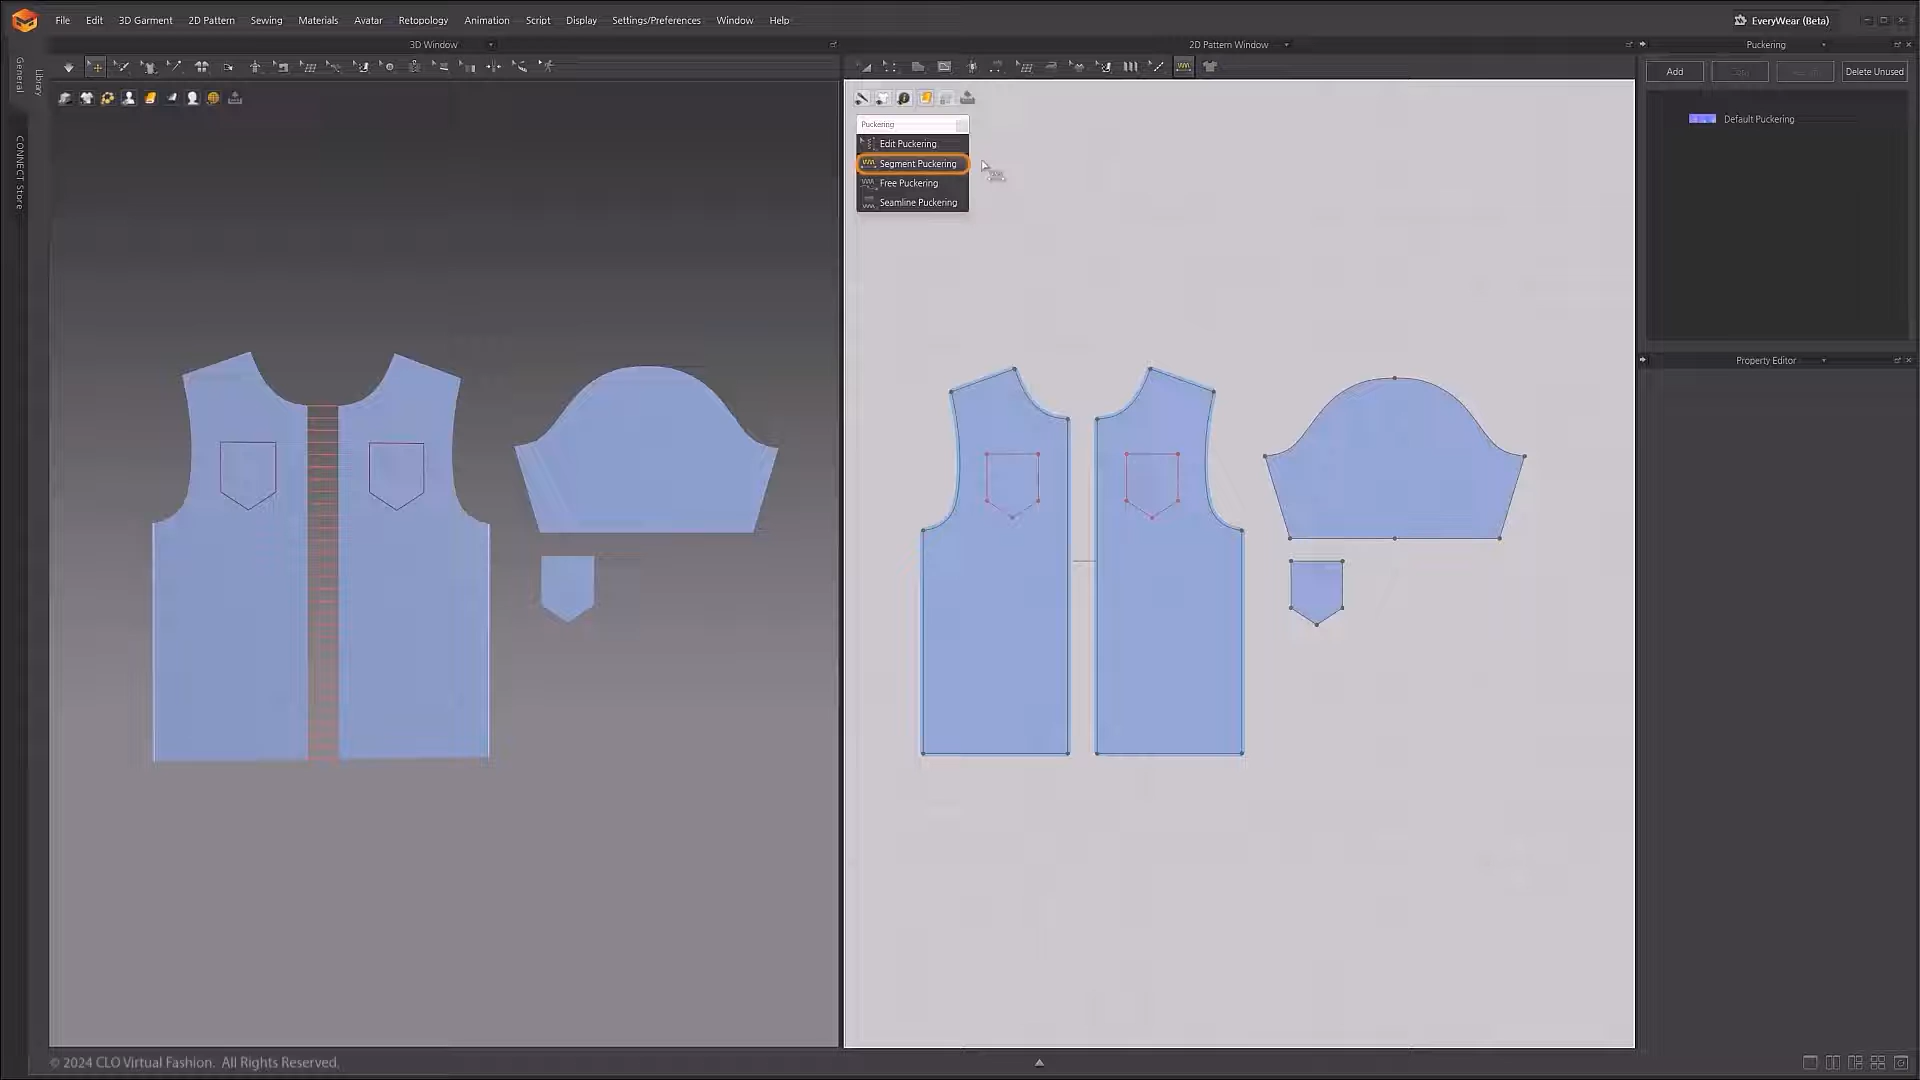 File Edit 3D Garment 2D Pattern Sewing Materials Avatar Retopology Animation Script Display Settings/Preferences Window Help EveryWear (Beta)
3D Window 2D Pattern Window Puckering
General
Library
CONNECT Store
Add Delete Unused
Default Puckering
Puckering
Edit Puckering
Segment Puckering
Free Puckering
Seamline Puckering
Property Editor
© 2024 CLO Virtual Fashion. All Rights Reserved.